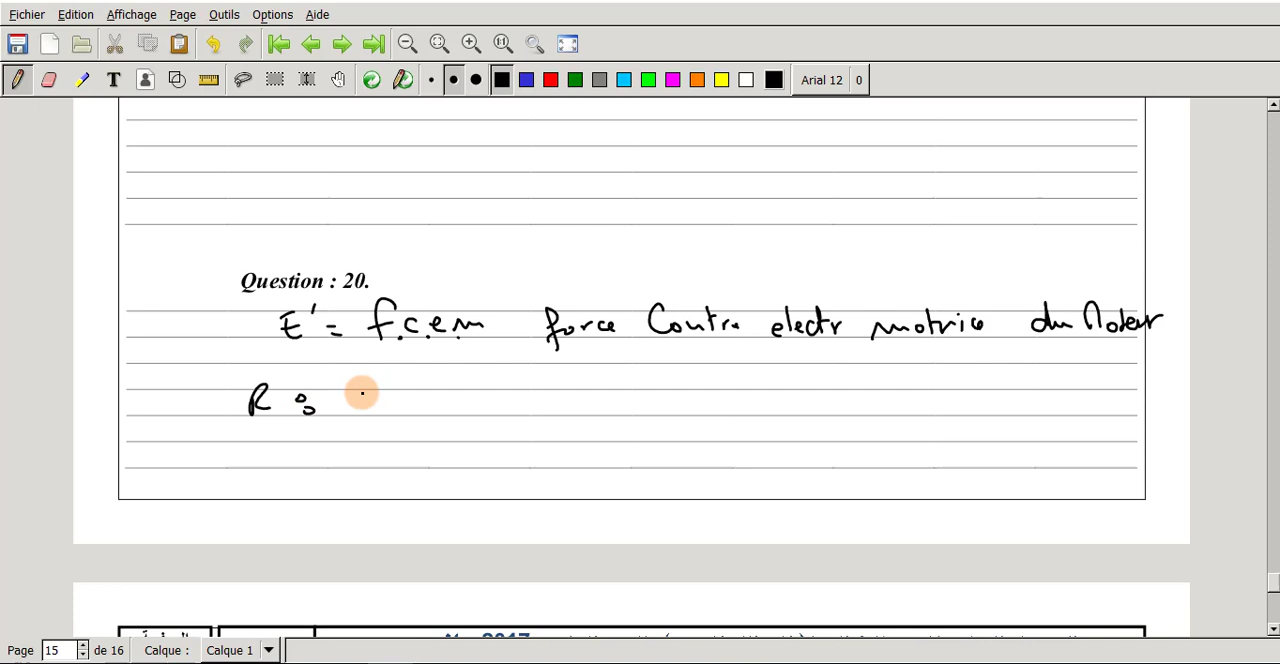 Fichier Edition Affichage Page Outils Options Aide
Arial 12 0
Question : 20.
E' = f.c.e.m force Contre electr motrice du Moteur
R :
Page 15 de 16 Calque : Calque 1